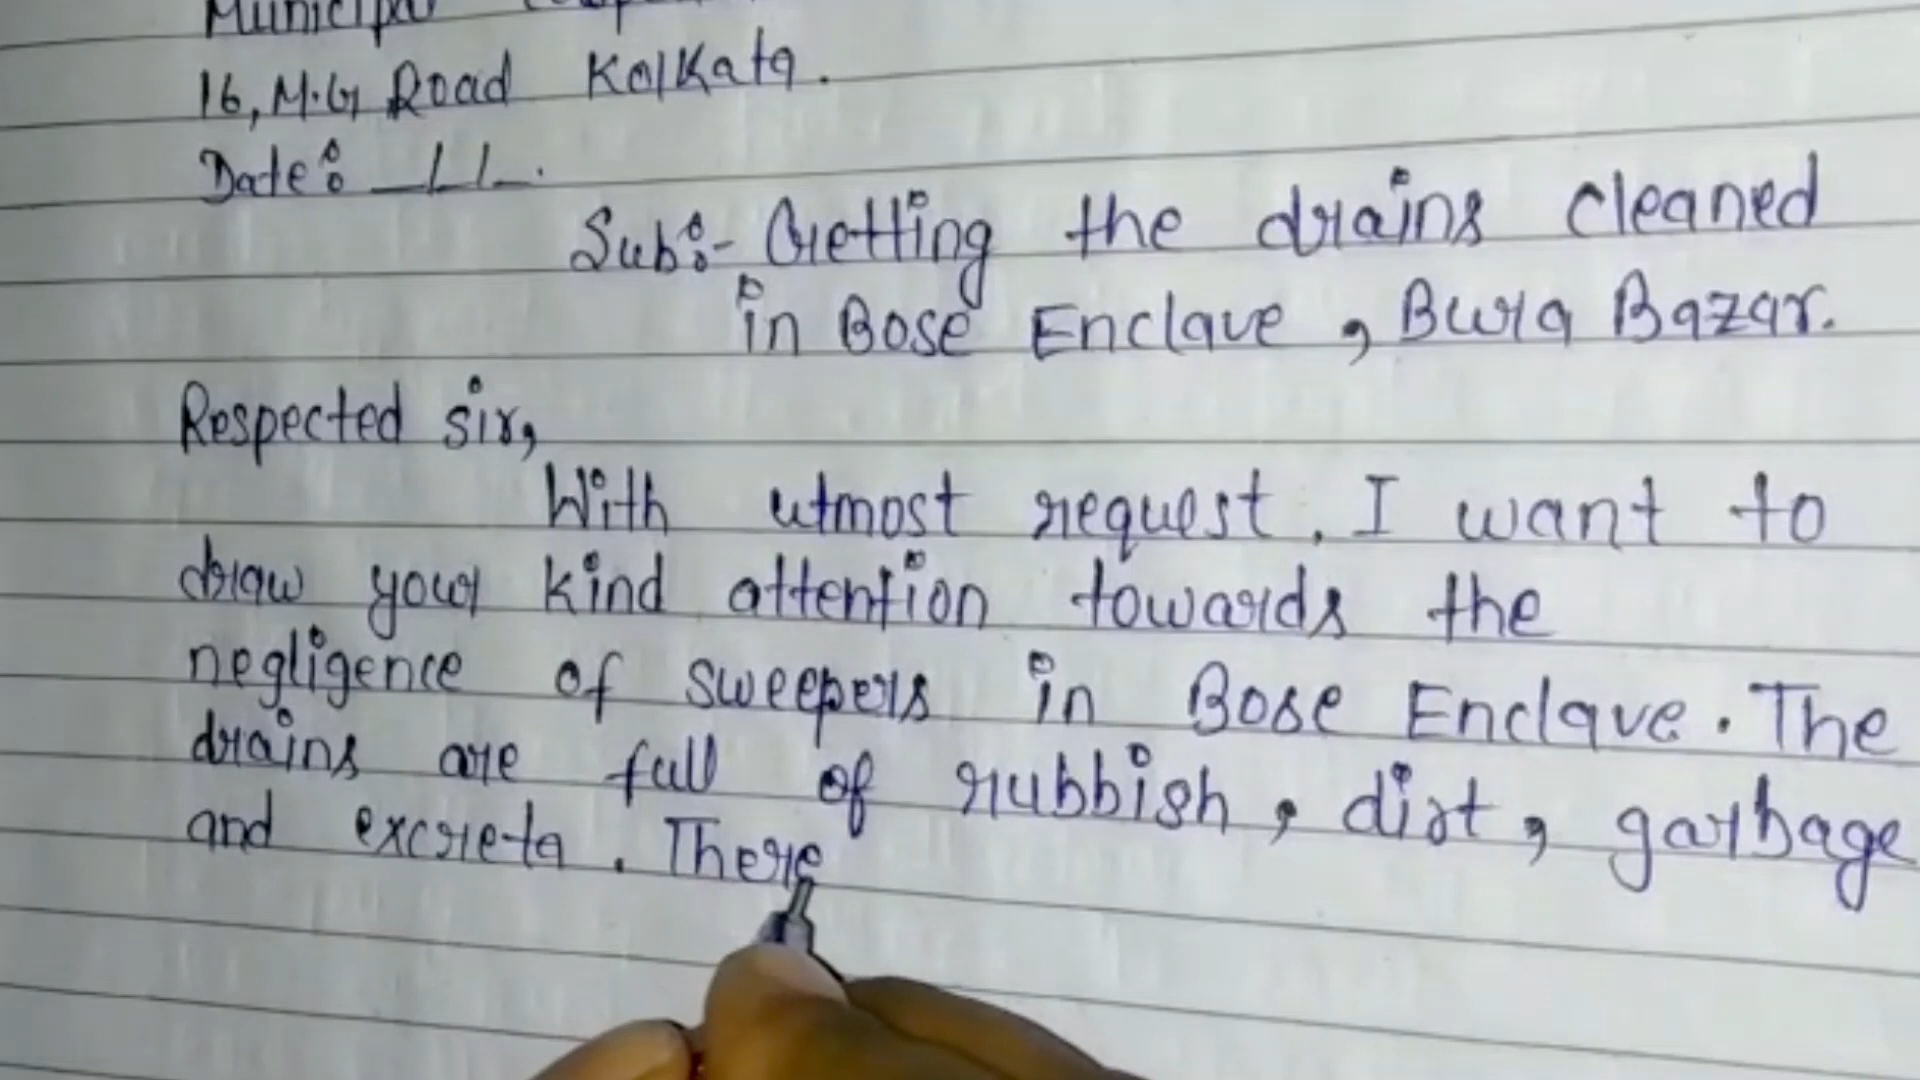 Municipal
16, M.G Road Kolkata.
Date: _/_/_.
Sub:- Getting the drains cleaned
in Bose Enclave, Bura Bazar.
Respected sir,
With utmost request. I want to
draw your kind attention towards the
negligence of sweepers in Bose Enclave. The
drains are full of rubbish, dirt, garbage
and excreta. There